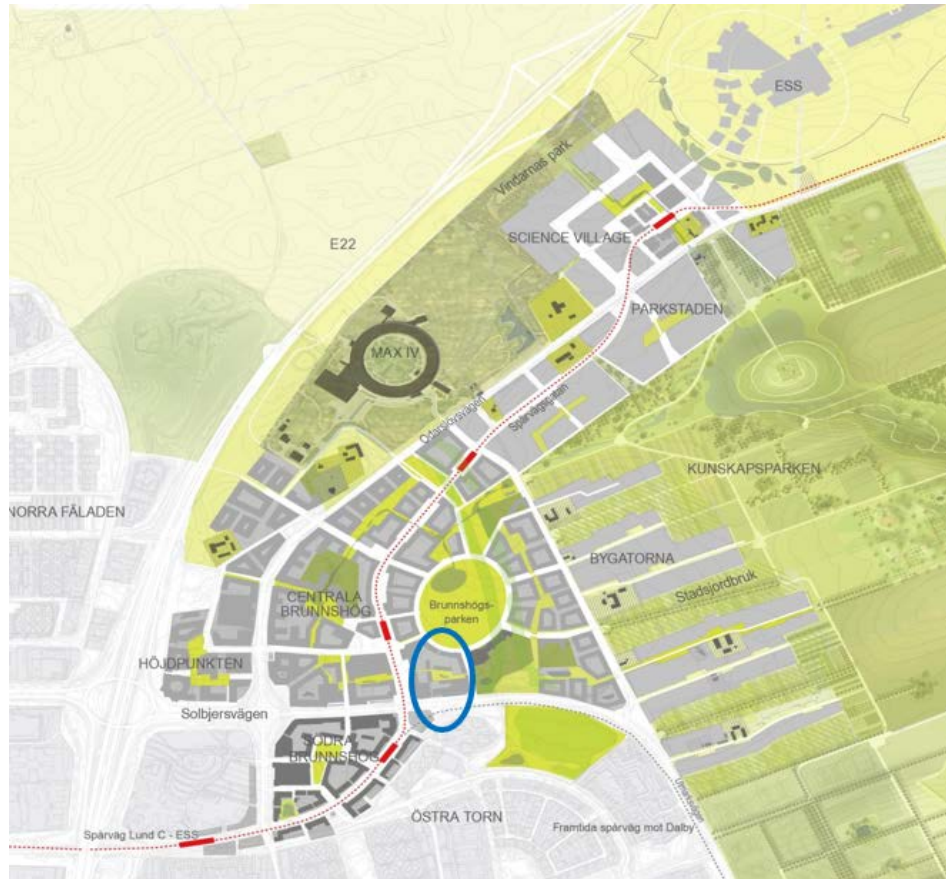 ESS
Vindarnas park
SCIENCE VILLAGE
E22
PARKSTADEN
MAX IV
Odarslövsvägen
Spårvägsgatan
KUNSKAPSPARKEN
NORRA FÄLADEN
BYGATORNA
Stadsjordbruk
CENTRALA
BRUNNSHÖG
Brunnshögs-
parken
HÖJDPUNKTEN
Solbjersvägen
SÖDRA
BRUNNSHÖG
ÖSTRA TORN
Spårväg Lund C - ESS
Framtida spårväg mot Dalby